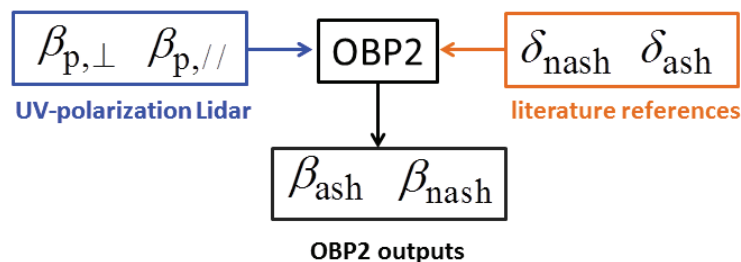 β_p,⊥ β_p,// OBP2 δ_nash δ_ash
UV-polarization Lidar literature references
β_ash β_nash
OBP2 outputs